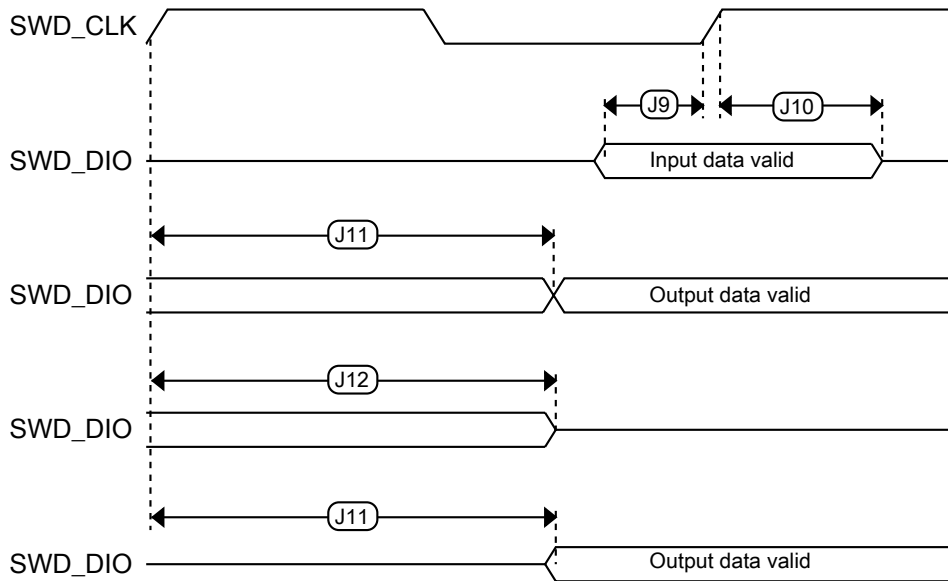 SWD_CLK
J9 J10
SWD_DIO Input data valid
J11
SWD_DIO Output data valid
J12
SWD_DIO
J11
SWD_DIO Output data valid